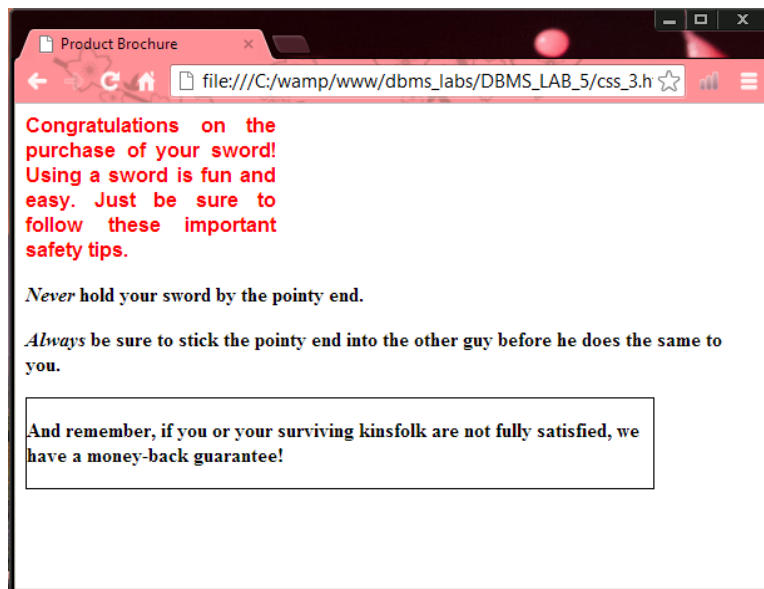 Product Brochure
file:///C:/wamp/www/dbms_labs/DBMS_LAB_5/css_3.h
Congratulations on the
purchase of your sword!
Using a sword is fun and
easy. Just be sure to
follow these important
safety tips.
Never hold your sword by the pointy end.
Always be sure to stick the pointy end into the other guy before he does the same to
you.
And remember, if you or your surviving kinsfolk are not fully satisfied, we
have a money-back guarantee!